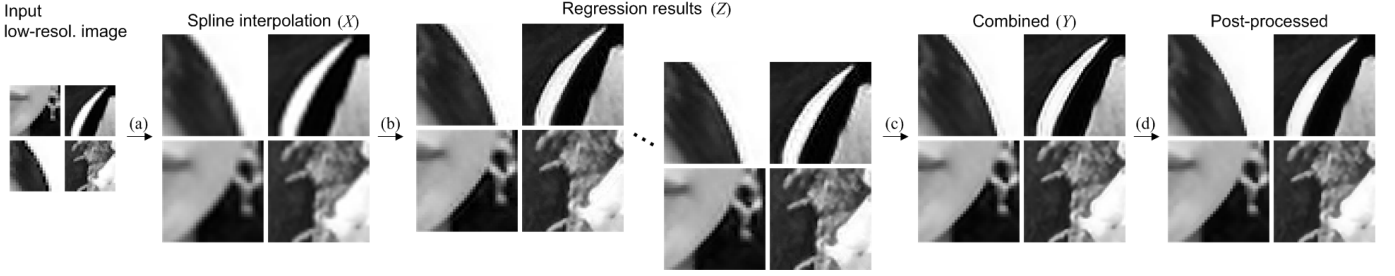 Input
low-resol. image
Spline interpolation (X)
Regression results (Z)
Combined (Y)
Post-processed
(a)
(b)
(c)
(d)